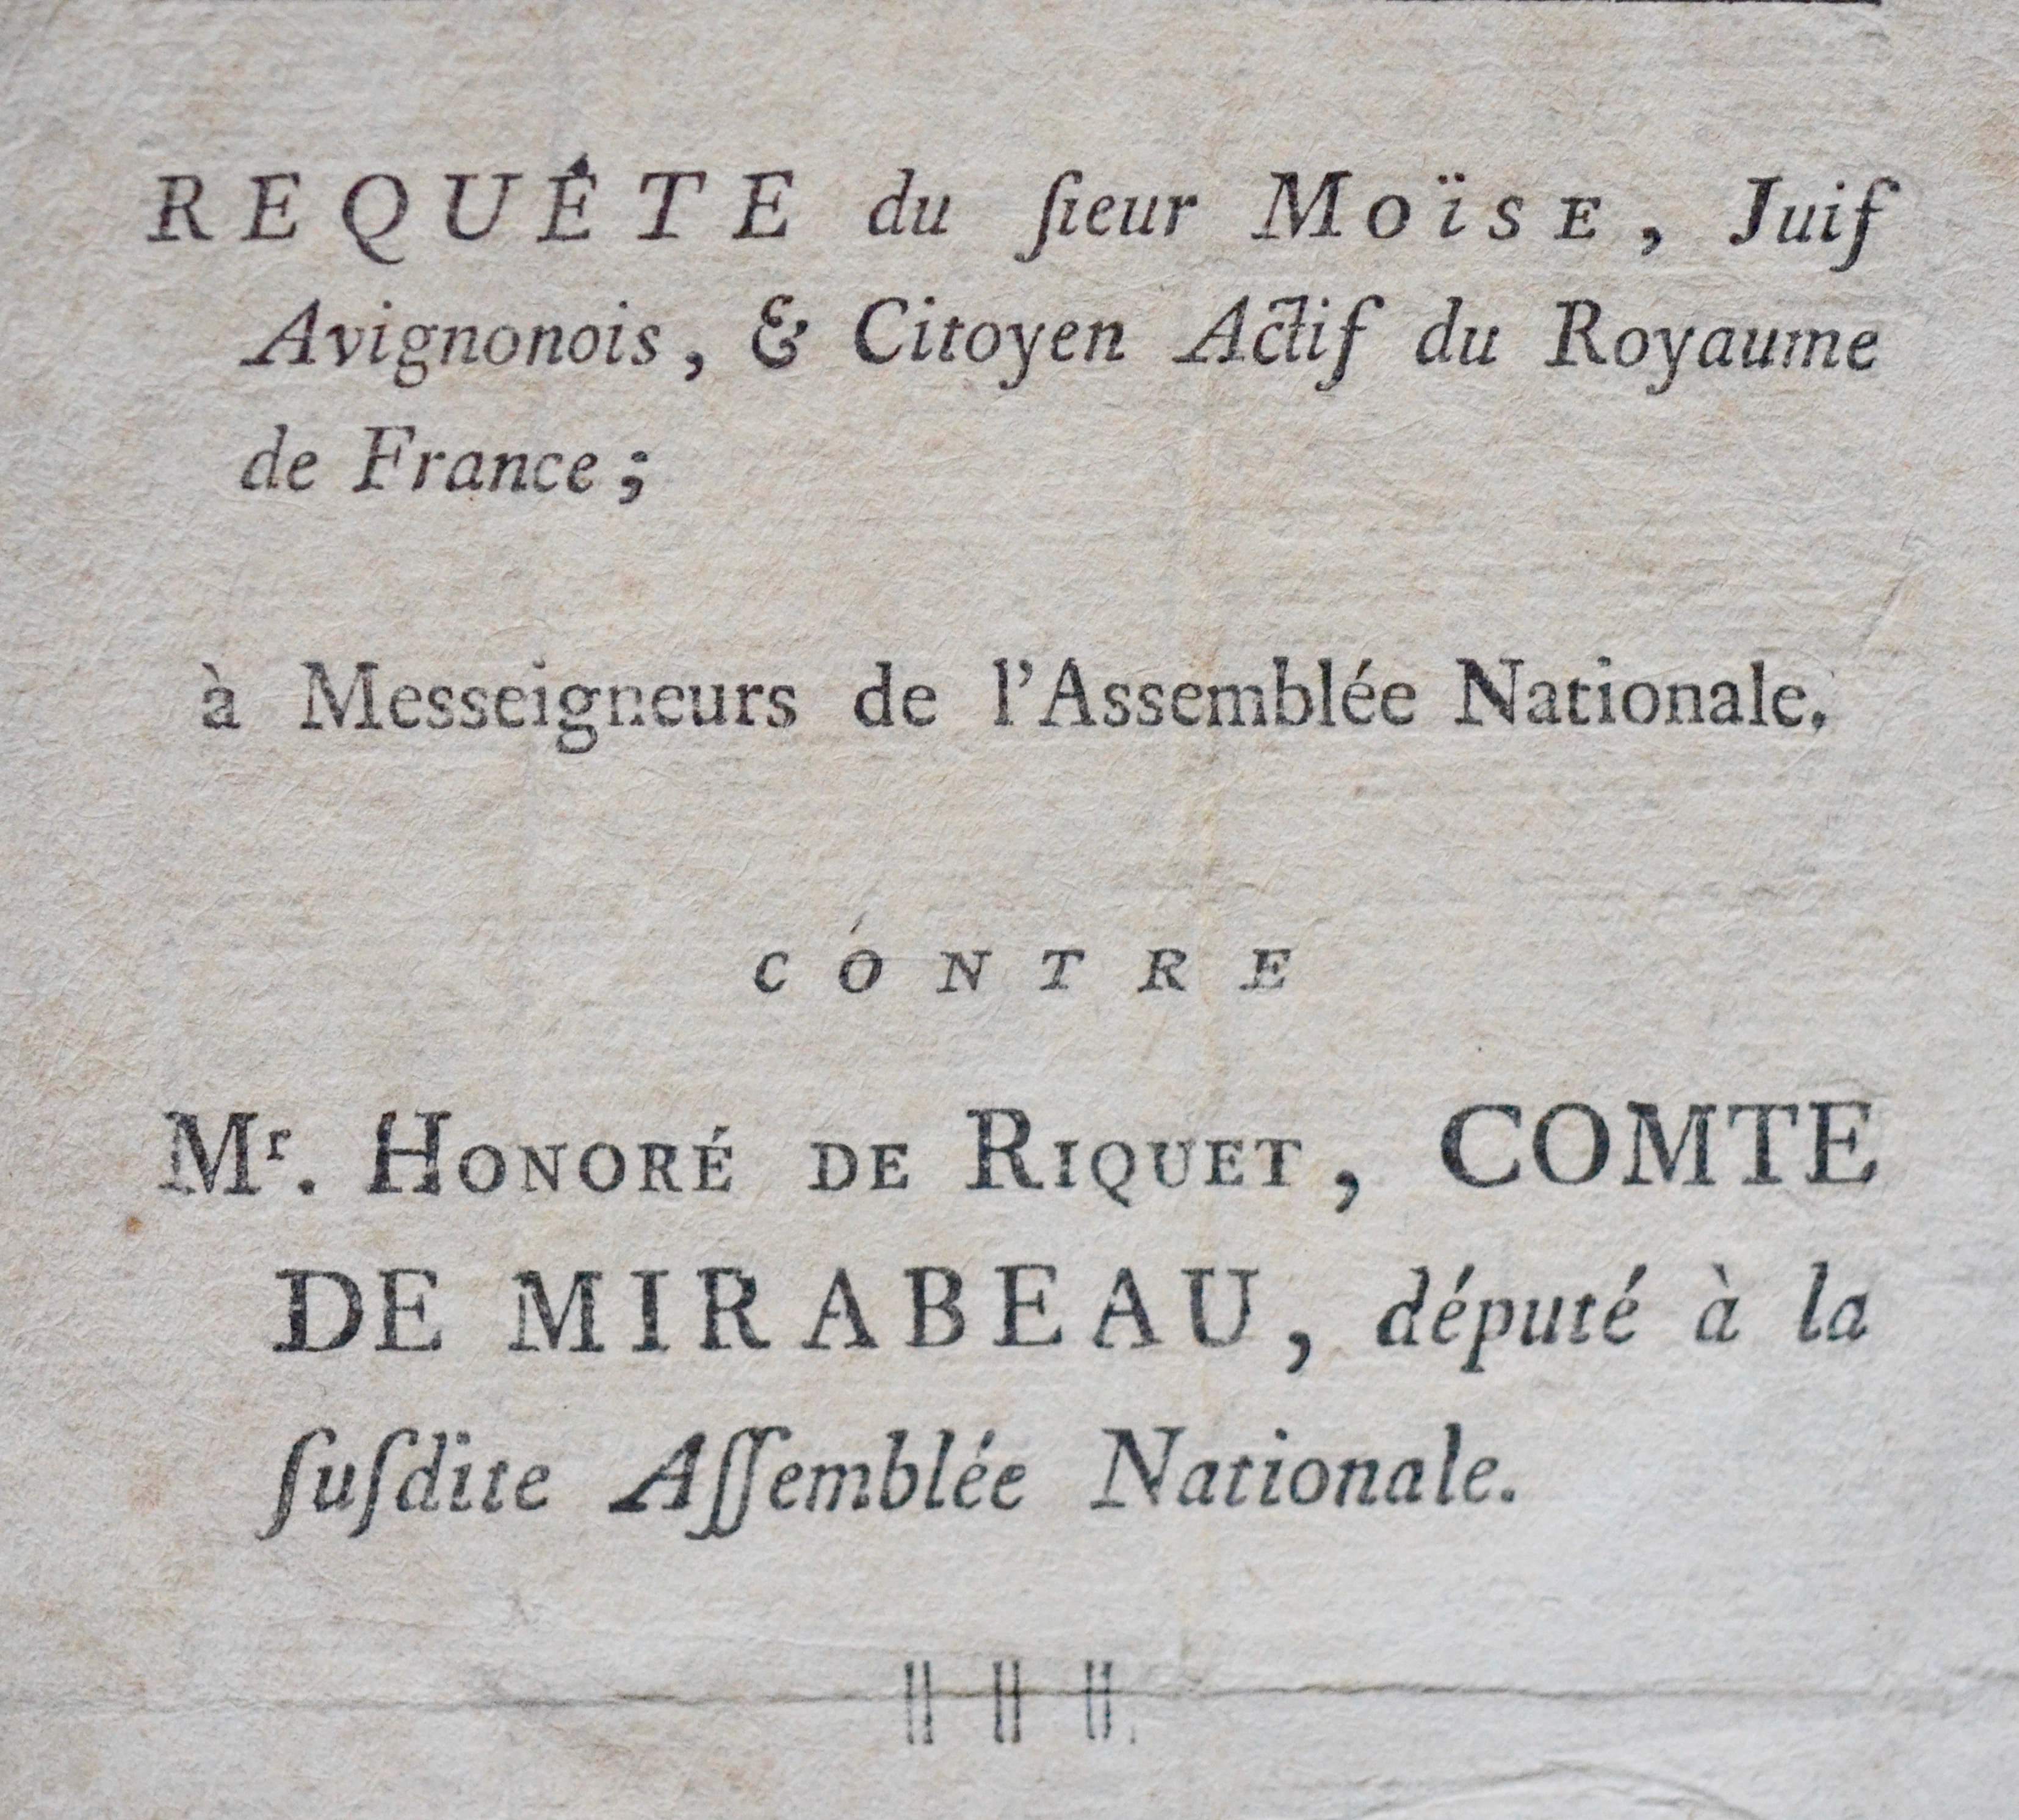 REQUÊTE du ſieur MOÏSE, Juif
Avignonois, & Citoyen Actif du Royaume
de France;
à Messeigneurs de l'Assemblée Nationale.
CONTRE
Mr. HONORÉ DE RIQUET, COMTE
DE MIRABEAU, député à la
ſuſdite Aſſemblée Nationale.